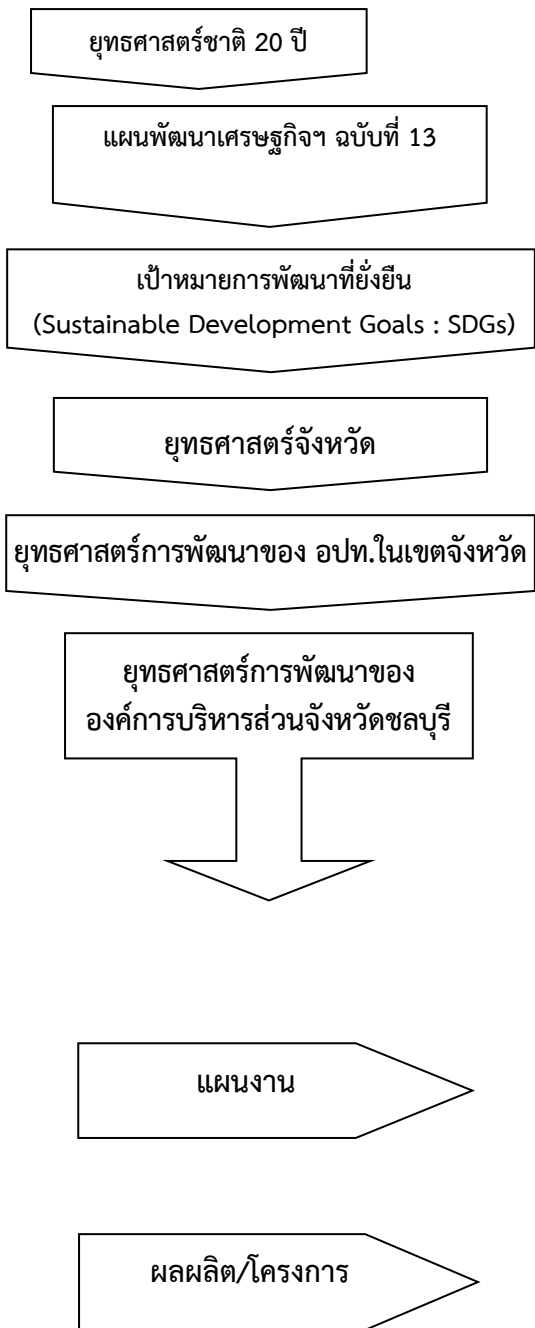 ยุทธศาสตร์ชาติ 20 ปี
แผนพัฒนาเศรษฐกิจฯ ฉบับที่ 13
เป้าหมายการพัฒนาที่ยั่งยืน
(Sustainable Development Goals : SDGs)
ยุทธศาสตร์จังหวัด
ยุทธศาสตร์การพัฒนาของ อปท.ในเขตจังหวัด
ยุทธศาสตร์การพัฒนาของ
องค์การบริหารส่วนจังหวัดชลบุรี
แผนงาน
ผลผลิต/โครงการ